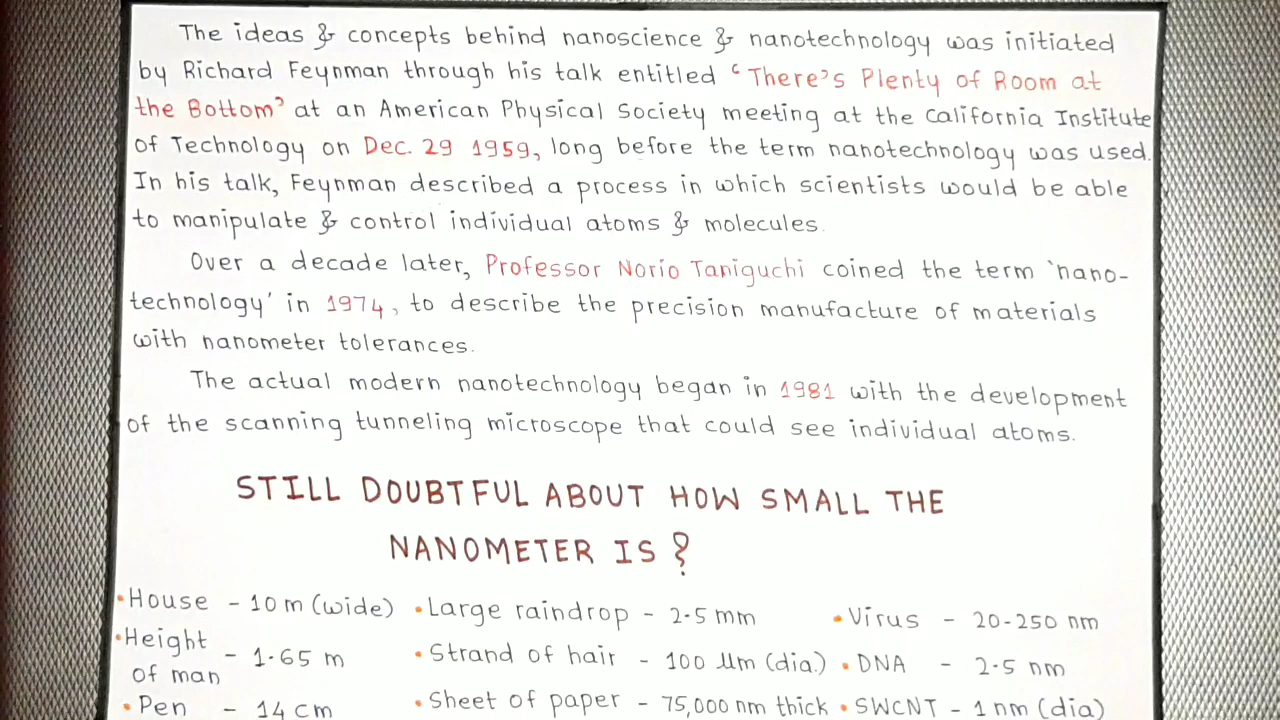 The ideas & concepts behind nanoscience & nanotechnology was initiated
by Richard Feynman through his talk entitled ‘There’s Plenty of Room at
the Bottom’ at an American Physical Society meeting at the California Institute
of Technology on Dec. 29 1959, long before the term nanotechnology was used.
In his talk, Feynman described a process in which scientists would be able
to manipulate & control individual atoms & molecules.
Over a decade later, Professor Norio Taniguchi coined the term 'nano-
technology' in 1974, to describe the precision manufacture of materials
with nanometer tolerances.
The actual modern nanotechnology began in 1981 with the development
of the scanning tunneling microscope that could see individual atoms.
STILL DOUBTFUL ABOUT HOW SMALL THE
NANOMETER IS ?
•House - 10 m (wide) •Large raindrop - 2.5 mm •Virus - 20-250 nm
•Height of man - 1.65 m •Strand of hair - 100 μm (dia.) •DNA - 2.5 nm
•Pen - 14 cm •Sheet of paper - 75,000 nm thick •SWCNT - 1 nm (dia)